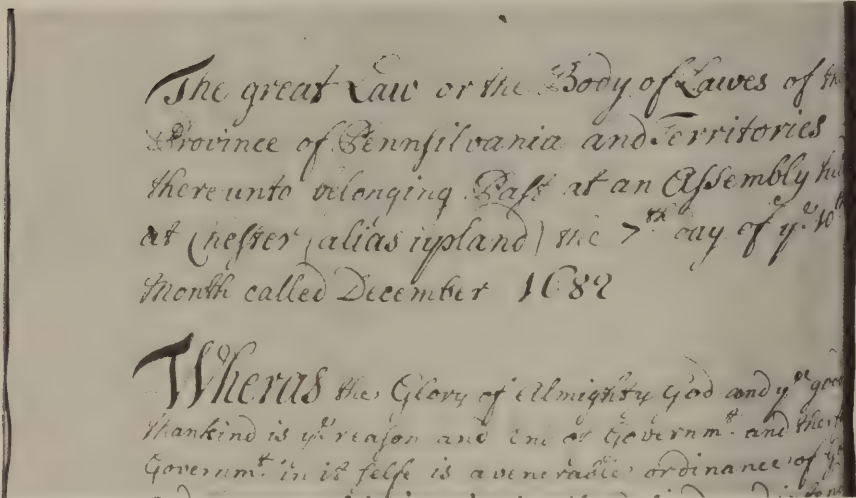 The great Law or the Body of Lawes of the
Province of Pennsilvania and Territories
thereunto belonging Past at an Assembly
at Chester (alias upland) the 7th day of ye 10th
Month called December 1682
Wheras the Glory of Almighty God and ye good
Mankind is ye reason and end of Governmt and
Governmt in it selfe is a venerable ordinance of